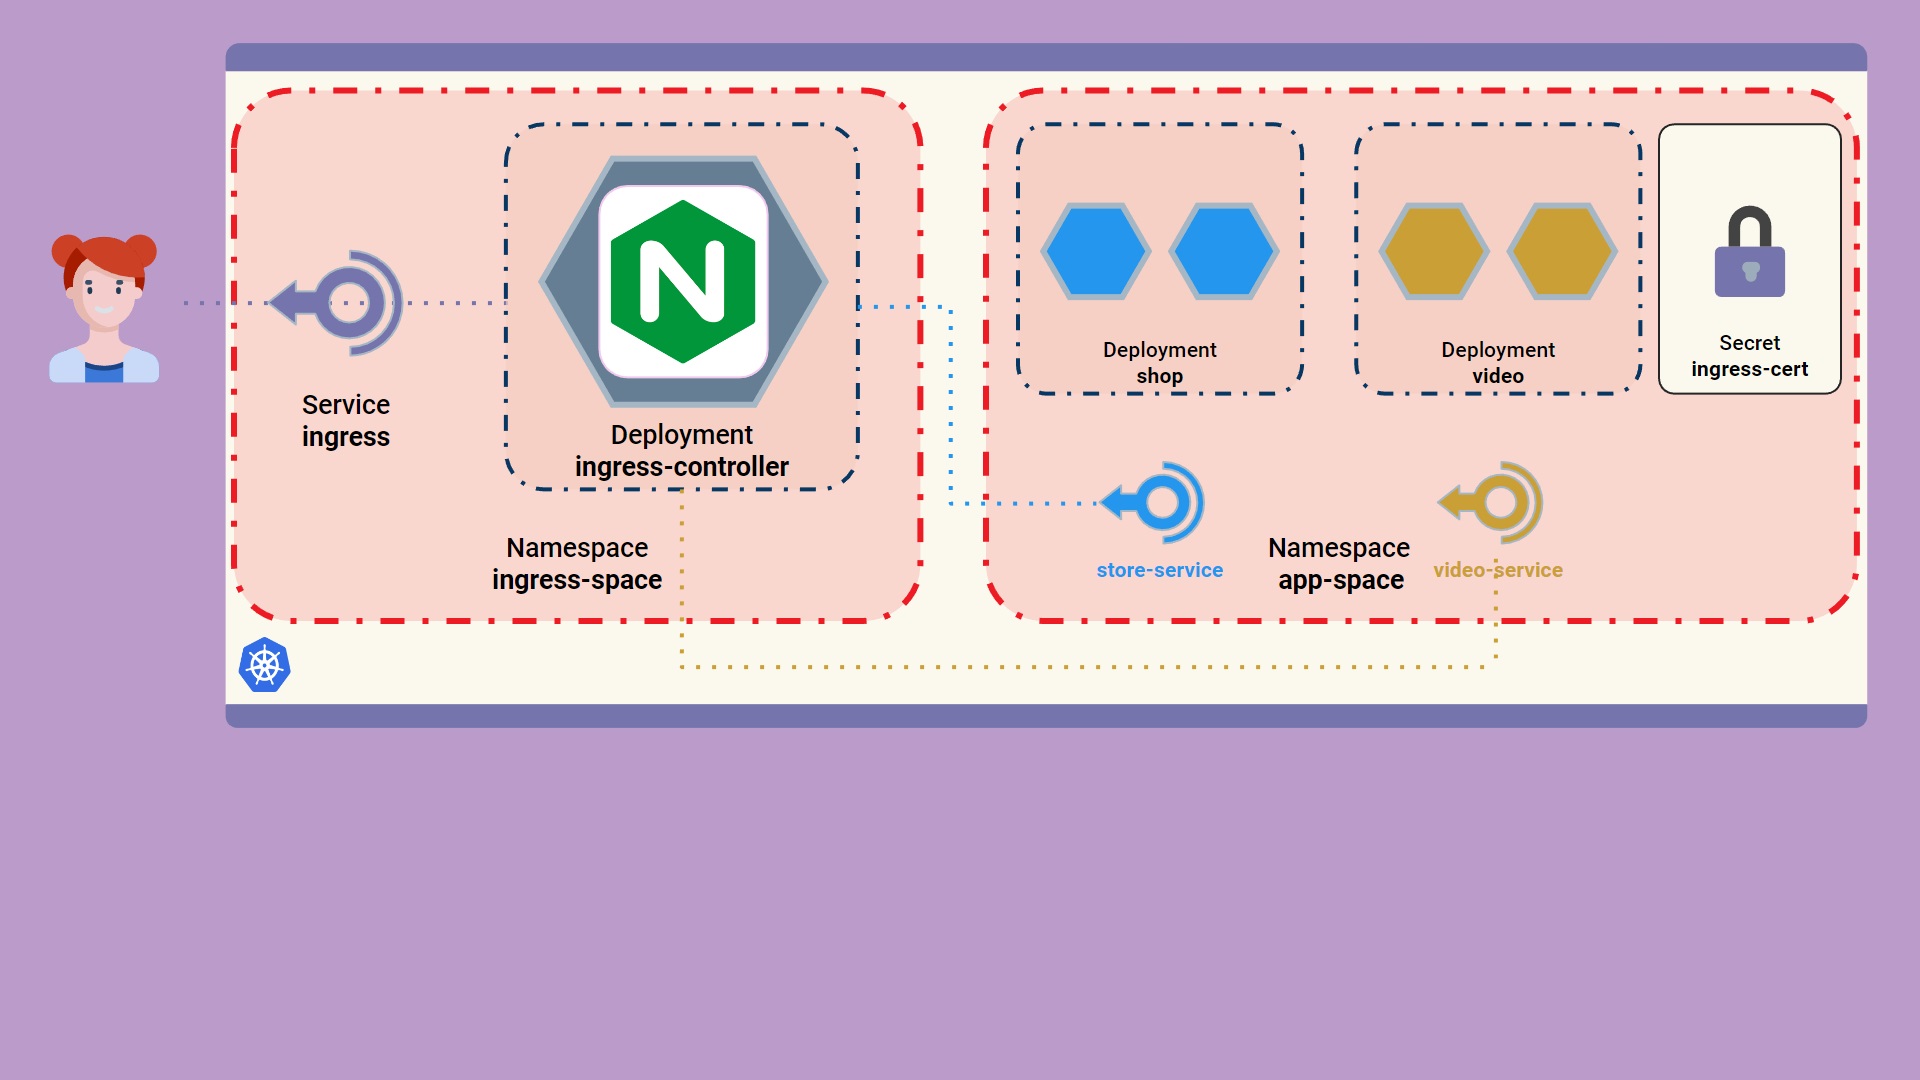 Service
ingress
Deployment
ingress-controller
Namespace
ingress-space
Deployment
shop
Deployment
video
Secret
ingress-cert
store-service
Namespace
app-space
video-service